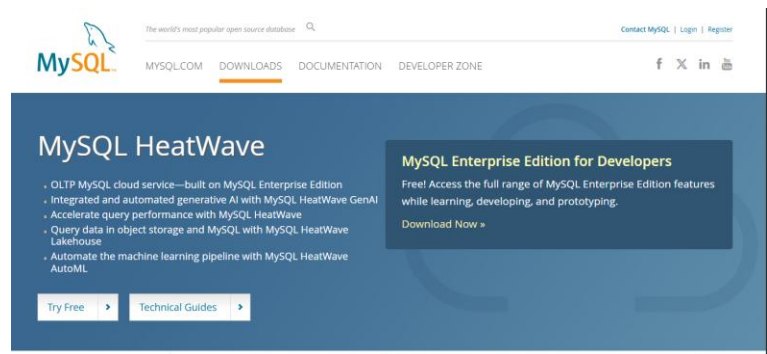 The world's most popular open source database
Contact MySQL | Login | Register
MySQL™
MYSQL.COM DOWNLOADS DOCUMENTATION DEVELOPER ZONE
MySQL HeatWave
OLTP MySQL cloud service—built on MySQL Enterprise Edition
Integrated and automated generative AI with MySQL HeatWave GenAI
Accelerate query performance with MySQL HeatWave
Query data in object storage and MySQL with MySQL HeatWave
Lakehouse
Automate the machine learning pipeline with MySQL HeatWave
AutoML
Try Free
Technical Guides
MySQL Enterprise Edition for Developers
Free! Access the full range of MySQL Enterprise Edition features
while learning, developing, and prototyping.
Download Now »